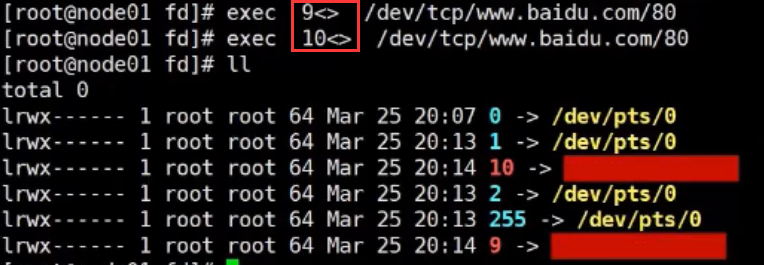 [root@node01 fd]# exec  9<>  /dev/tcp/www.baidu.com/80
[root@node01 fd]# exec  10<>  /dev/tcp/www.baidu.com/80
[root@node01 fd]# ll
total 0
lrwx------ 1 root root 64 Mar 25 20:07 0 -> /dev/pts/0
lrwx------ 1 root root 64 Mar 25 20:13 1 -> /dev/pts/0
lrwx------ 1 root root 64 Mar 25 20:14 10 ->
lrwx------ 1 root root 64 Mar 25 20:13 2 -> /dev/pts/0
lrwx------ 1 root root 64 Mar 25 20:13 255 -> /dev/pts/0
lrwx------ 1 root root 64 Mar 25 20:14 9 ->
[root@node01 fd]#